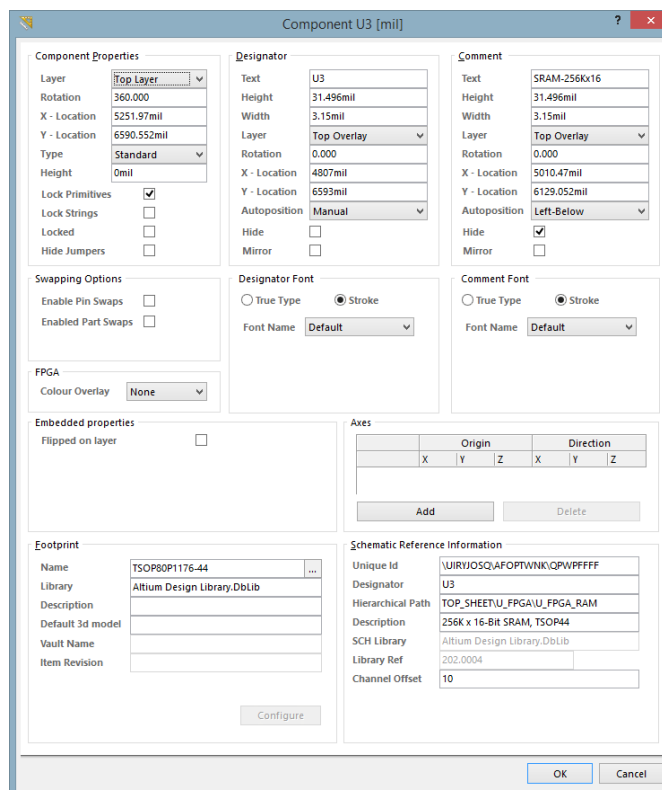 Component U3 [mil]
?
×
Component Properties
Layer Top Layer
Rotation 360.000
X - Location 5251.97mil
Y - Location 6590.552mil
Type Standard
Height 0mil
Lock Primitives
Lock Strings
Locked
Hide Jumpers
Designator
Text U3
Height 31.496mil
Width 3.15mil
Layer Top Overlay
Rotation 0.000
X - Location 4807mil
Y - Location 6593mil
Autoposition Manual
Hide
Mirror
Comment
Text SRAM-256Kx16
Height 31.496mil
Width 3.15mil
Layer Top Overlay
Rotation 0.000
X - Location 5010.47mil
Y - Location 6129.052mil
Autoposition Left-Below
Hide
Mirror
Swapping Options
Enable Pin Swaps
Enabled Part Swaps
Designator Font
True Type Stroke
Font Name Default
Comment Font
True Type Stroke
Font Name Default
FPGA
Colour Overlay None
Embedded properties
Flipped on layer
Axes
Origin Direction
X Y Z X Y Z
Add Delete
Footprint
Name TSOP80P1176-44 ...
Library Altium Design Library.DbLib
Description
Default 3d model
Vault Name
Item Revision
Configure
Schematic Reference Information
Unique Id \UIRYJOSQ\AFOPTWNK\QPWPFFFF
Designator U3
Hierarchical Path TOP_SHEET\U_FPGA\U_FPGA_RAM
Description 256K x 16-Bit SRAM, TSOP44
SCH Library Altium Design Library.DbLib
Library Ref 202.0004
Channel Offset 10
OK Cancel